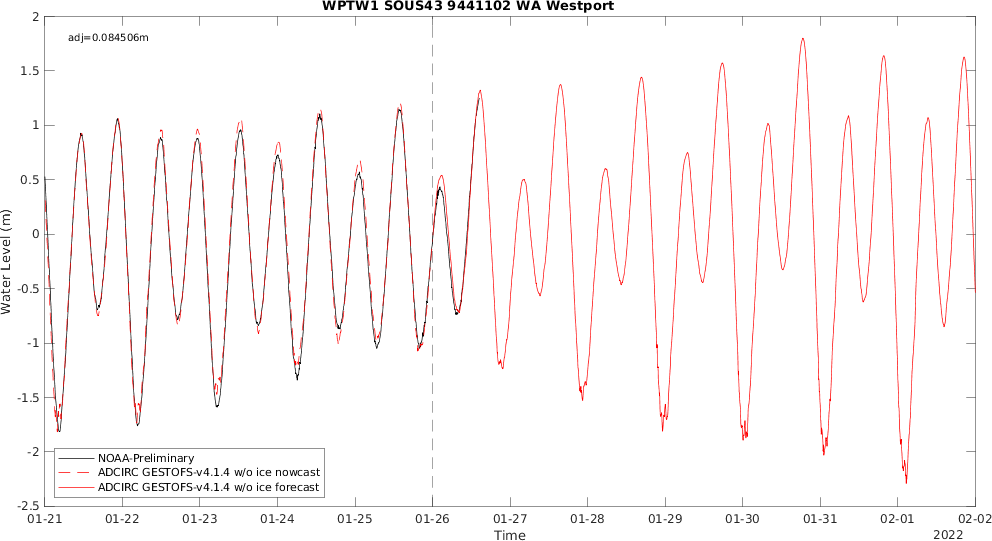 WPTW1 SOUS43 9441102 WA Westport
adj=0.084506m
Water Level (m)
2
1.5
1
0.5
0
-0.5
-1
-1.5
-2
-2.5
NOAA-Preliminary
ADCIRC GESTOFS-v4.1.4 w/o ice nowcast
ADCIRC GESTOFS-v4.1.4 w/o ice forecast
01-21 01-22 01-23 01-24 01-25 01-26 01-27 01-28 01-29 01-30 01-31 02-01 02-02
Time
2022